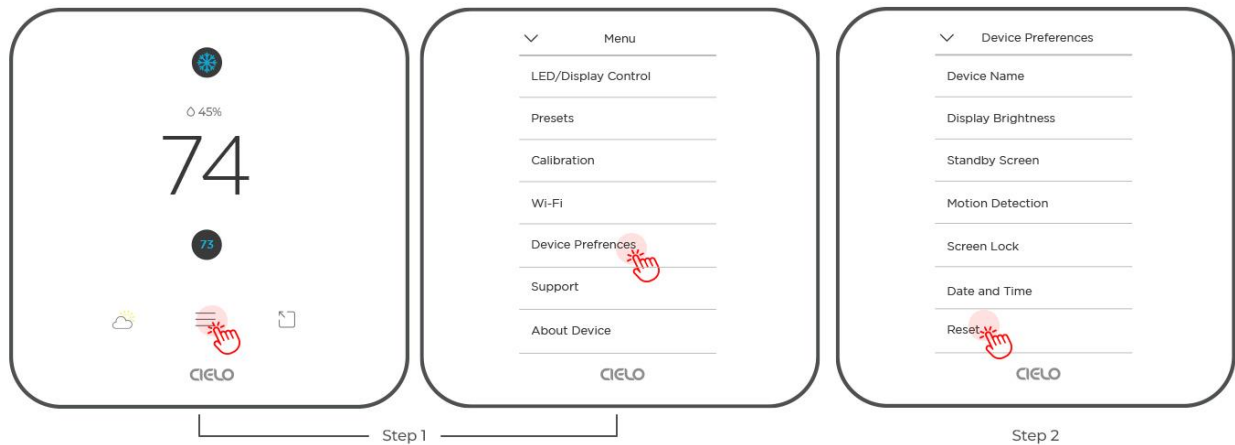 45%
74
73
CIELO
Menu
LED/Display Control
Presets
Calibration
Wi-Fi
Device Prefrences
Support
About Device
CIELO
Device Preferences
Device Name
Display Brightness
Standby Screen
Motion Detection
Screen Lock
Date and Time
Reset
CIELO
Step 1
Step 2